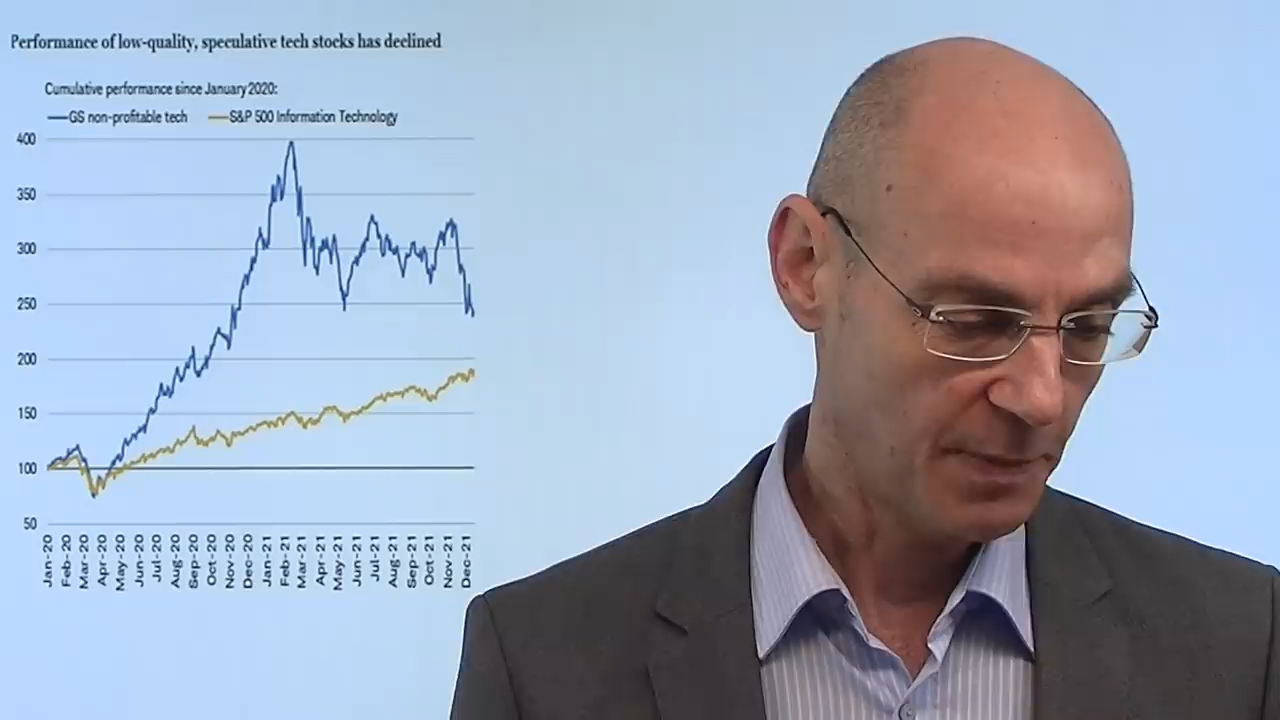 Performance of low-quality, speculative tech stocks has declined
Cumulative performance since January 2020:
GS non-profitable tech S&P 500 Information Technology
400
350
300
250
200
150
100
50
Jan-20 Feb-20 Mar-20 Apr-20 May-20 Jun-20 Jul-20 Aug-20 Sep-20 Oct-20 Nov-20 Dec-20 Jan-21 Feb-21 Mar-21 Apr-21 May-21 Jun-21 Jul-21 Aug-21 Sep-21 Oct-21 Nov-21 Dec-21